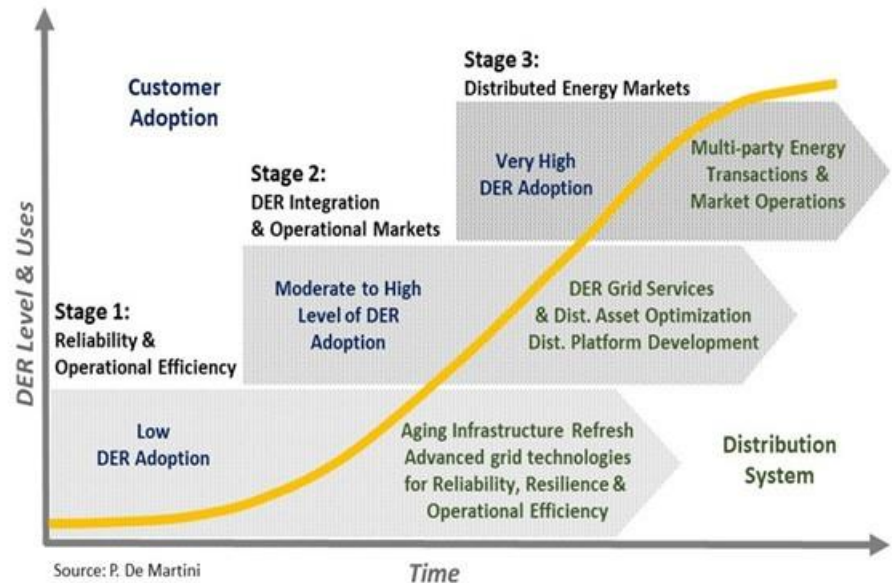 Customer
Adoption
Stage 3:
Distributed Energy Markets
Very High
DER Adoption
Multi-party Energy
Transactions &
Market Operations
Stage 2:
DER Integration
& Operational Markets
Moderate to High
Level of DER
Adoption
DER Grid Services
& Dist. Asset Optimization
Dist. Platform Development
Stage 1:
Reliability &
Operational Efficiency
Low
DER Adoption
Aging Infrastructure Refresh
Advanced grid technologies
for Reliability, Resilience &
Operational Efficiency
Distribution
System
DER Level & Uses
Time
Source: P. De Martini